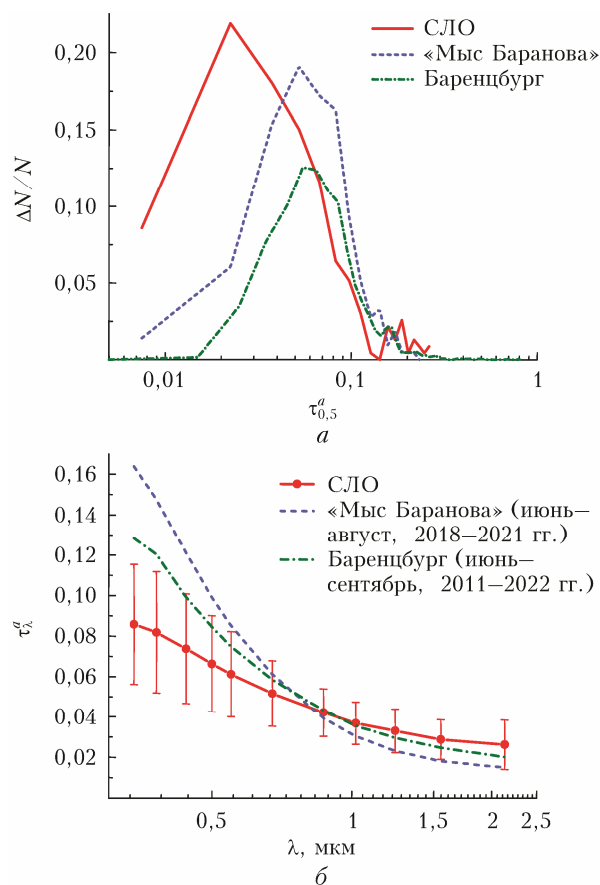 0,20
0,15
0,10
0,05
ΔN/N
СЛО
«Мыс Баранова»
Баренцбург
0,01
0,1
1
τᵃ₀,₅
а
0,16
0,14
0,12
0,10
0,08
0,06
0,04
0,02
τᵃλ
СЛО
«Мыс Баранова» (июнь–
август, 2018–2021 гг.)
Баренцбург (июнь–
сентябрь, 2011–2022 гг.)
0,5
1
1,5
2
2,5
λ, мкм
б